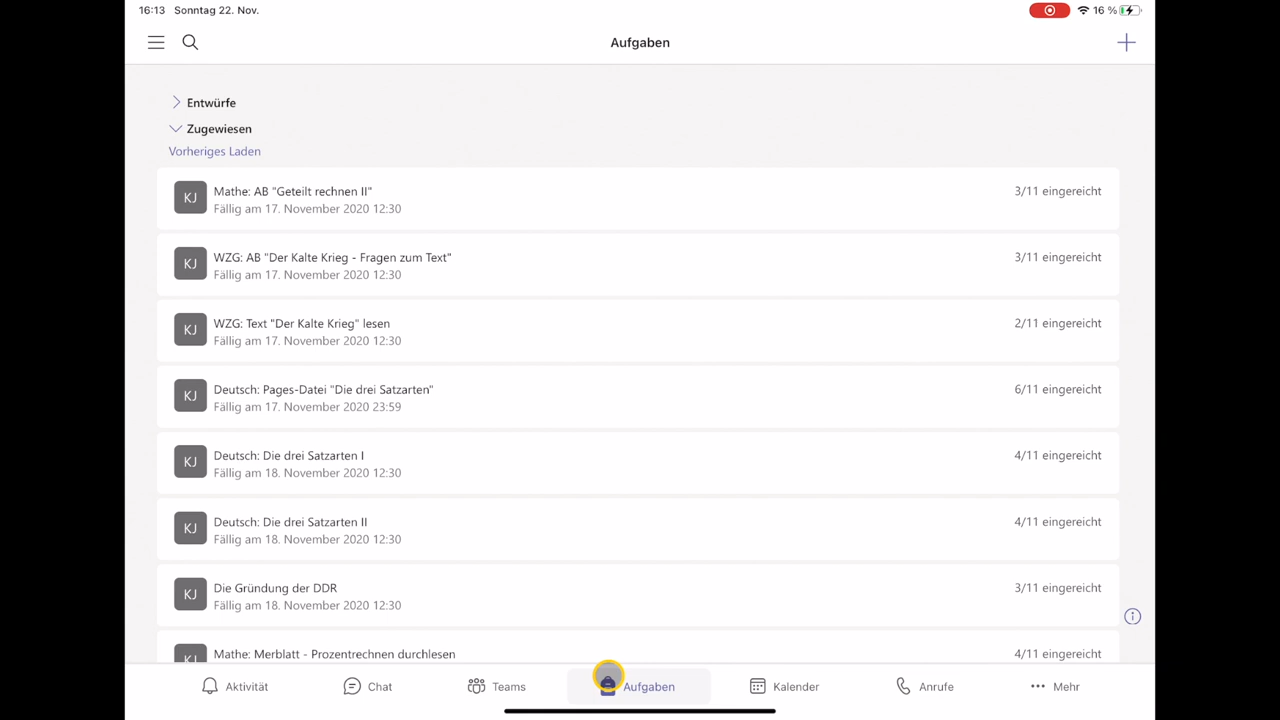 16:13 Sonntag 22. Nov. 16 %
Aufgaben
Entwürfe
Zugewiesen
Vorheriges Laden
KJ Mathe: AB "Geteilt rechnen II" 3/11 eingereicht
Fällig am 17. November 2020 12:30
KJ WZG: AB "Der Kalte Krieg - Fragen zum Text" 3/11 eingereicht
Fällig am 17. November 2020 12:30
KJ WZG: Text "Der Kalte Krieg" lesen 2/11 eingereicht
Fällig am 17. November 2020 12:30
KJ Deutsch: Pages-Datei "Die drei Satzarten" 6/11 eingereicht
Fällig am 17. November 2020 23:59
KJ Deutsch: Die drei Satzarten I 4/11 eingereicht
Fällig am 18. November 2020 12:30
KJ Deutsch: Die drei Satzarten II 4/11 eingereicht
Fällig am 18. November 2020 12:30
KJ Die Gründung der DDR 3/11 eingereicht
Fällig am 18. November 2020 12:30
KJ Mathe: Merblatt - Prozentrechnen durchlesen 4/11 eingereicht
Aktivität Chat Teams Aufgaben Kalender Anrufe Mehr